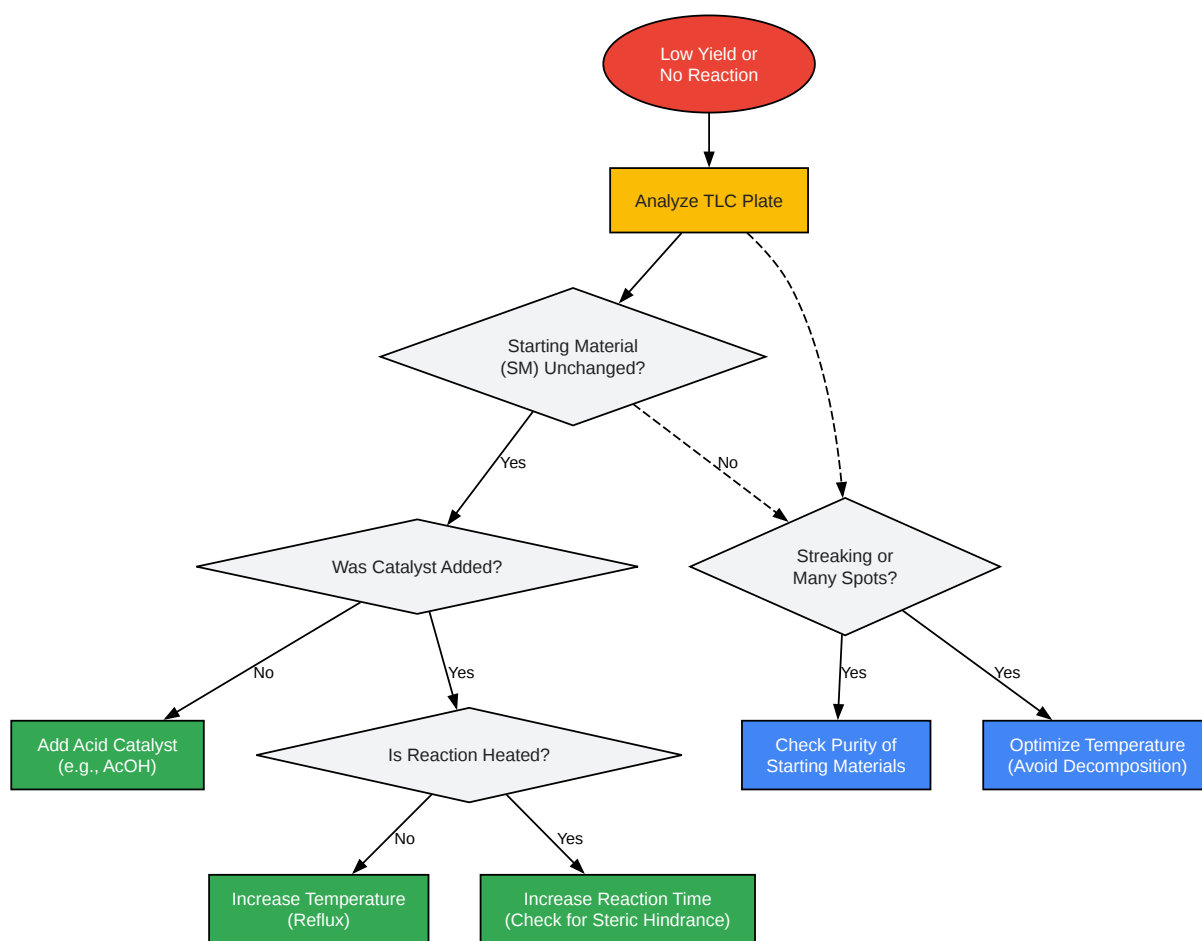 Low Yield or
No Reaction
Analyze TLC Plate
Starting Material
(SM) Unchanged?
Yes
No
Was Catalyst Added?
Streaking or
Many Spots?
No
Yes
Yes
Yes
Add Acid Catalyst
(e.g., AcOH)
Is Reaction Heated?
Check Purity of
Starting Materials
Optimize Temperature
(Avoid Decomposition)
No
Yes
Increase Temperature
(Reflux)
Increase Reaction Time
(Check for Steric Hindrance)